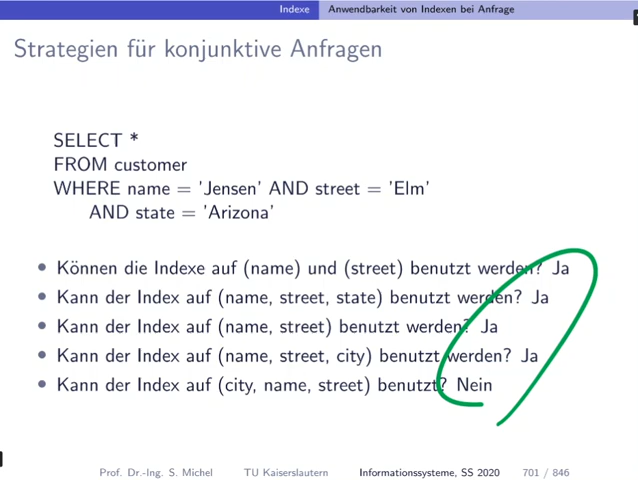 Indexe Anwendbarkeit von Indexen bei Anfrage
Strategien für konjunktive Anfragen
SELECT *
FROM customer
WHERE name = 'Jensen' AND street = 'Elm'
AND state = 'Arizona'
• Können die Indexe auf (name) und (street) benutzt werden? Ja
• Kann der Index auf (name, street, state) benutzt werden? Ja
• Kann der Index auf (name, street) benutzt werden? Ja
• Kann der Index auf (name, street, city) benutzt werden? Ja
• Kann der Index auf (city, name, street) benutzt? Nein
Prof. Dr.-Ing. S. Michel TU Kaiserslautern Informationssysteme, SS 2020 701 / 846